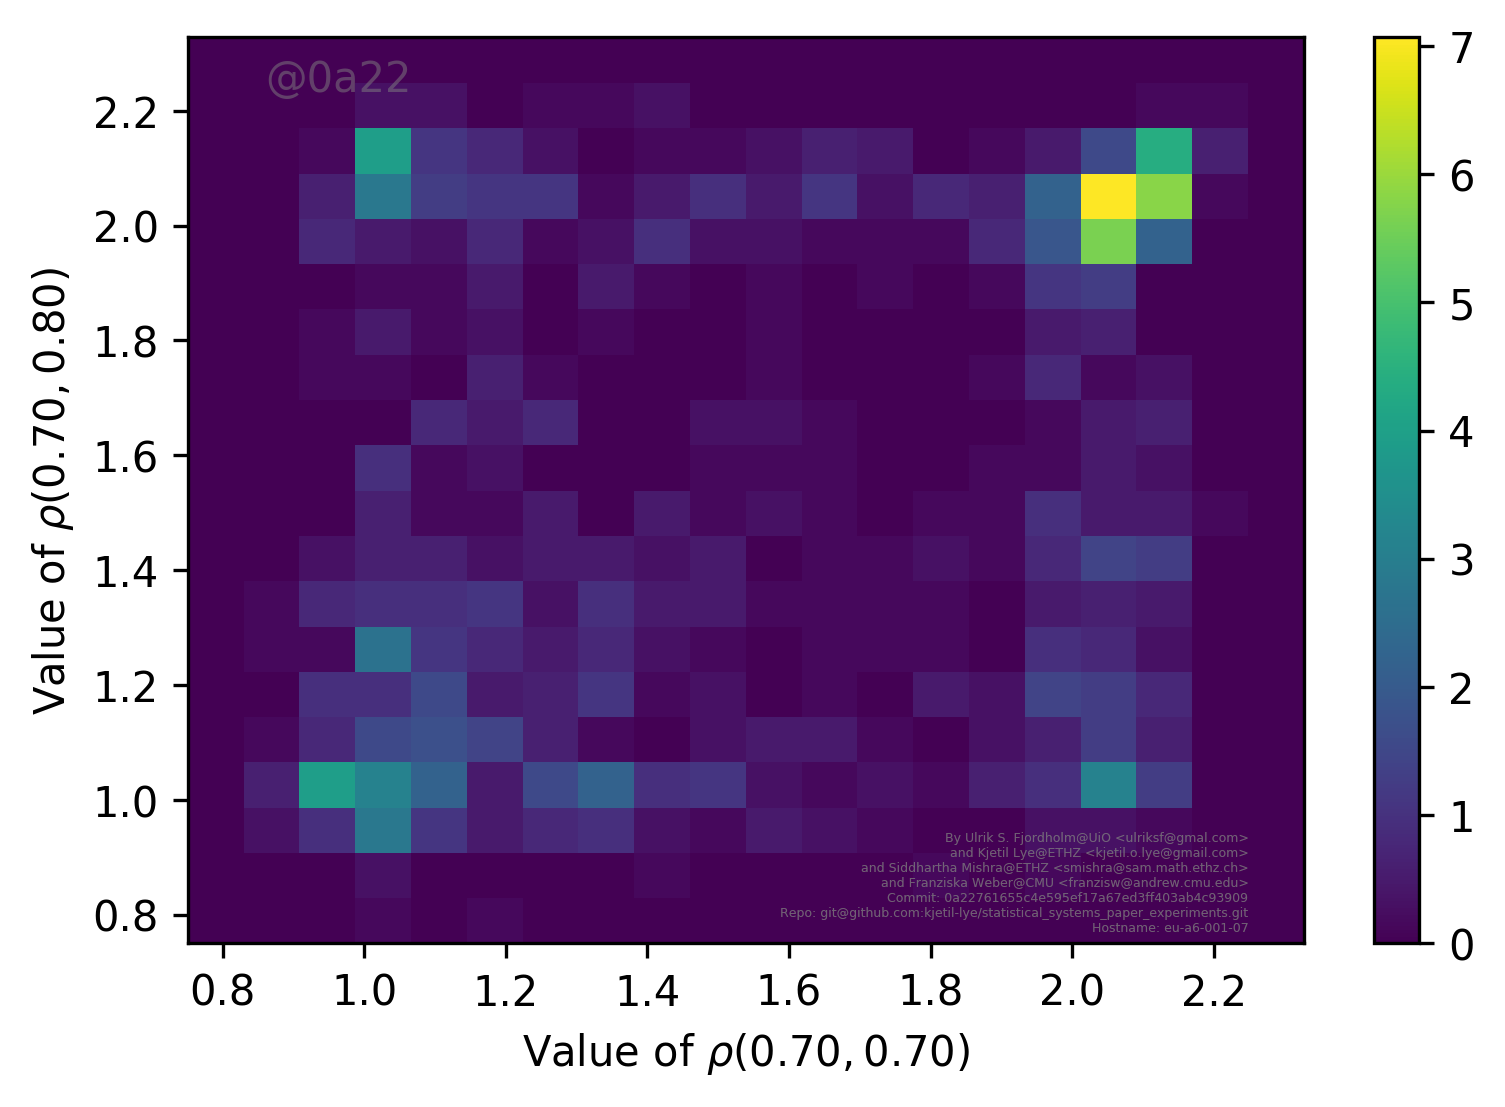 @0a22
2.2
2.0
1.8
1.6
1.4
1.2
1.0
0.8
Value of ρ(0.70, 0.80)
0.8 1.0 1.2 1.4 1.6 1.8 2.0 2.2
Value of ρ(0.70, 0.70)
7
6
5
4
3
2
1
0
By Ulrik S. Fjordholm@UiO <ulriksf@gmal.com>
and Kjetil Lye@ETHZ <kjetil.o.lye@gmail.com>
and Siddhartha Mishra@ETHZ <smishra@sam.math.ethz.ch>
and Franziska Weber@CMU <franzisw@andrew.cmu.edu>
Commit: 0a22761655c4e595ef17a67ed3ff403ab4c93909
Repo: git@github.com:kjetil-lye/statistical_systems_paper_experiments.git
Hostname: eu-a6-001-07